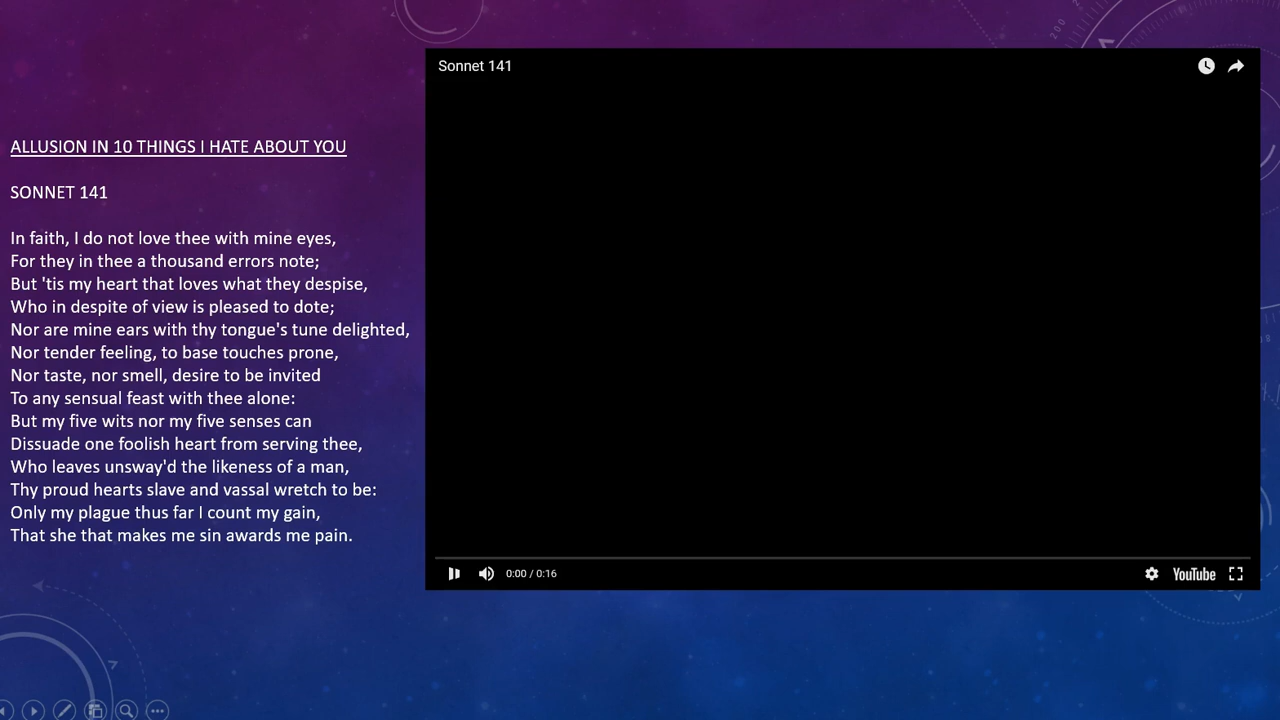 ALLUSION IN 10 THINGS I HATE ABOUT YOU
SONNET 141
In faith, I do not love thee with mine eyes,
For they in thee a thousand errors note;
But 'tis my heart that loves what they despise,
Who in despite of view is pleased to dote;
Nor are mine ears with thy tongue's tune delighted,
Nor tender feeling, to base touches prone,
Nor taste, nor smell, desire to be invited
To any sensual feast with thee alone:
But my five wits nor my five senses can
Dissuade one foolish heart from serving thee,
Who leaves unsway'd the likeness of a man,
Thy proud hearts slave and vassal wretch to be:
Only my plague thus far I count my gain,
That she that makes me sin awards me pain.
Sonnet 141
0:00 / 0:16
YouTube
200